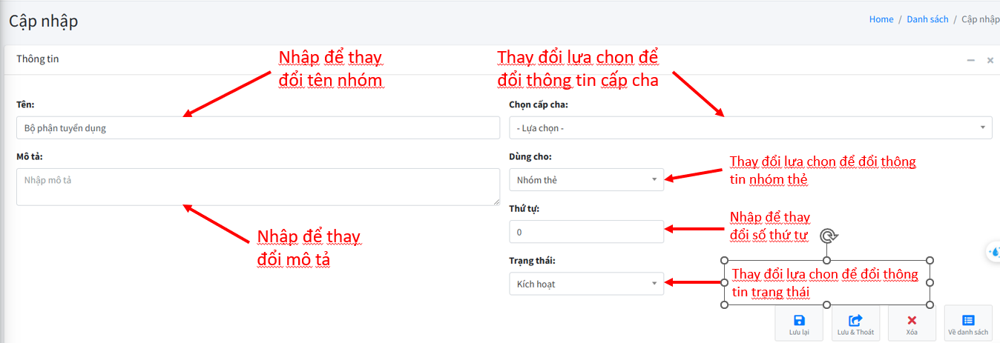 Cập nhập
Home / Danh sách / Cập nhập
Thông tin
Nhập để thay
đổi tên nhóm
Thay đổi lựa chọn để
đổi thông tin cấp cha
Tên:
Bộ phận tuyển dụng
Chọn cấp cha:
- Lựa chọn -
Mô tả:
Nhập mô tả
Dùng cho:
Nhóm thẻ
Thay đổi lựa chọn để đổi thông
tin nhóm thẻ
Nhập để thay
đổi mô tả
Thứ tự:
0
Nhập để thay
đổi số thứ tự
Trạng thái:
Kích hoạt
Thay đổi lựa chọn để đổi thông
tin trạng thái
Lưu lại
Lưu & Thoát
Xóa
Về danh sách